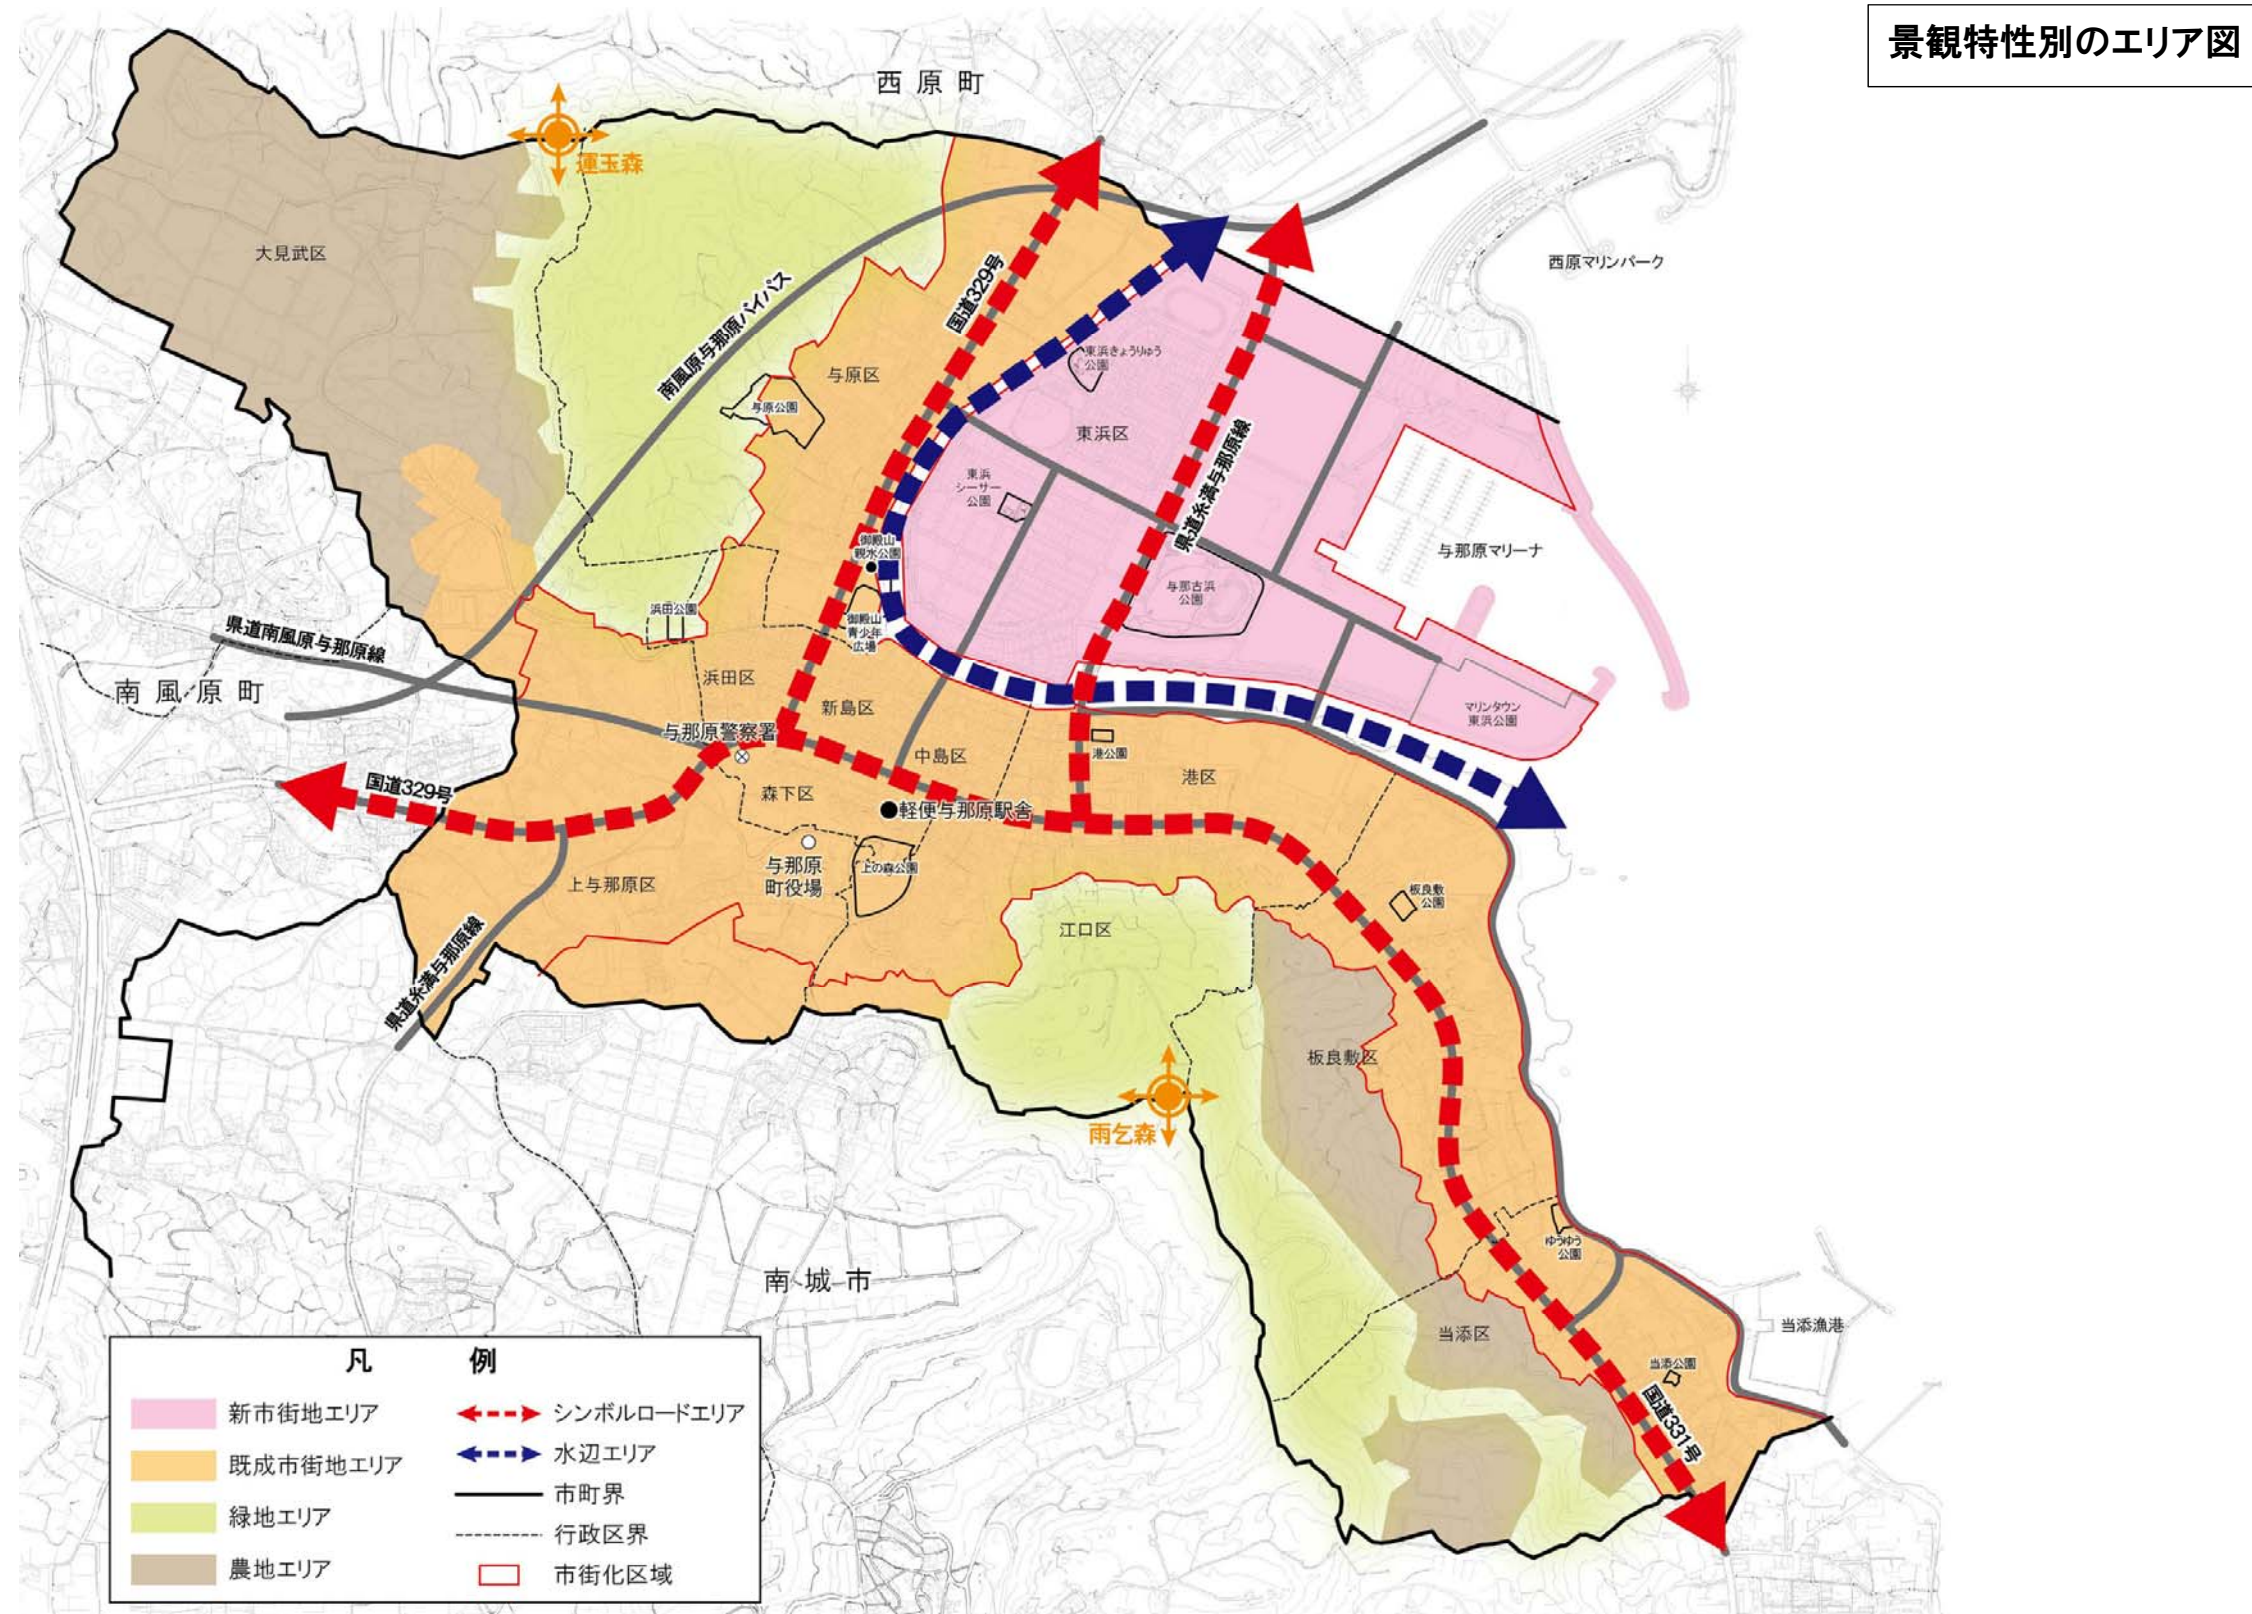 景観特性別のエリア図
西原町
運玉森
大見武区
西原マリンパーク
国道329号
南風原与那原バイパス
東浜きょうりゅう
公園
与原区
与原公園
東浜区
県道糸満与那原線
東浜
シーサー
公園
御殿山
親水公園
与那原マリーナ
与那古浜
公園
浜田公園
御殿山
青少年
広場
県道南風原与那原線
南風原町
浜田区
新島区
マリンタウン
東浜公園
与那原警察署
中島区
港公園
港区
国道329号
森下区
軽便与那原駅舎
与那原
町役場
上の森公園
上与那原区
板良敷
公園
江口区
県道糸満与那原線
板良敷区
雨乞森
ゆうゆう
公園
南城市
当添区
当添漁港
当添公園
国道331号
凡例
新市街地エリア
既成市街地エリア
緑地エリア
農地エリア
シンボルロードエリア
水辺エリア
市町界
行政区界
市街化区域